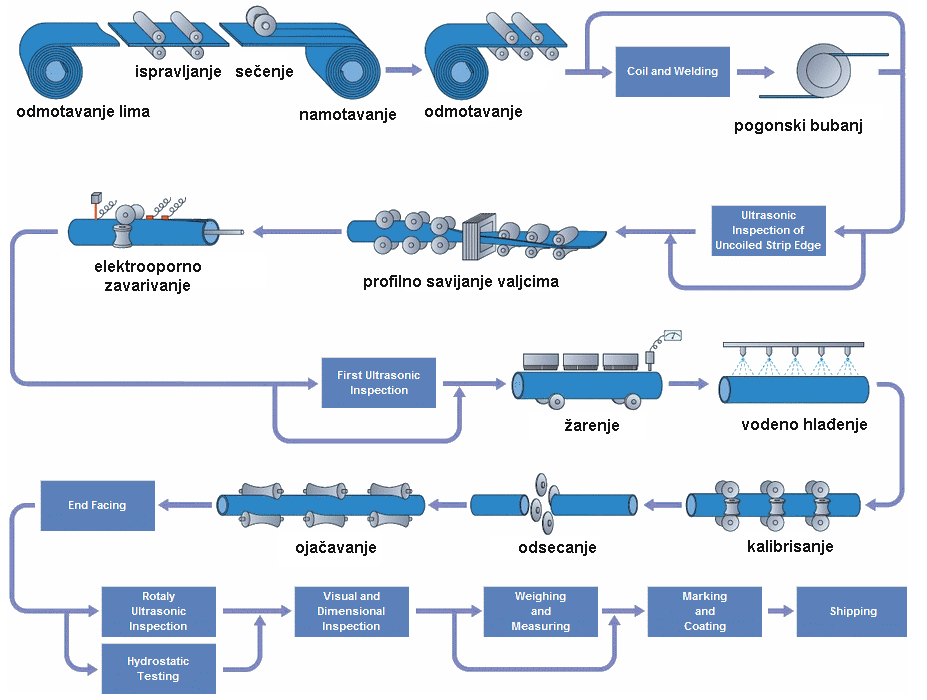 ispravljanje
sečenje
odmotavanje lima
namotavanje
odmotavanje
Coil and Welding
pogonski bubanj
Ultrasonic
Inspection of
Uncoiled Strip Edge
profilno savijanje valjcima
elektrooporno
zavarivanje
First Ultrasonic
Inspection
žarenje
vodeno hlađenje
End Facing
ojačavanje
odsecanje
kalibrisanje
Rotaly
Ultrasonic
Inspection
Visual and
Dimensional
Inspection
Weighing
and
Measuring
Marking
and
Coating
Shipping
Hydrostatic
Testing